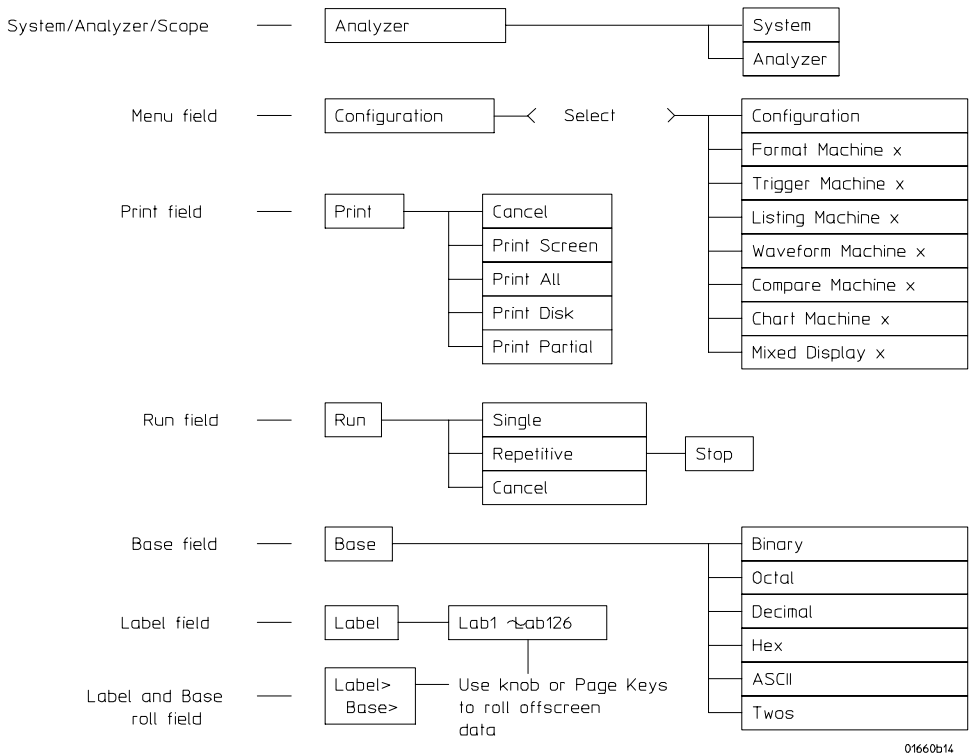 System/Analyzer/Scope
Analyzer
System
Analyzer
Menu field
Configuration
Select
Configuration
Format Machine x
Trigger Machine x
Listing Machine x
Waveform Machine x
Compare Machine x
Chart Machine x
Mixed Display x
Print field
Print
Cancel
Print Screen
Print All
Print Disk
Print Partial
Run field
Run
Single
Repetitive
Cancel
Stop
Base field
Base
Binary
Octal
Decimal
Hex
ASCII
Twos
Label field
Label
Lab1 ~Lab126
Label and Base
roll field
Label>
Base>
Use knob or Page Keys
to roll offscreen
data
01660b14